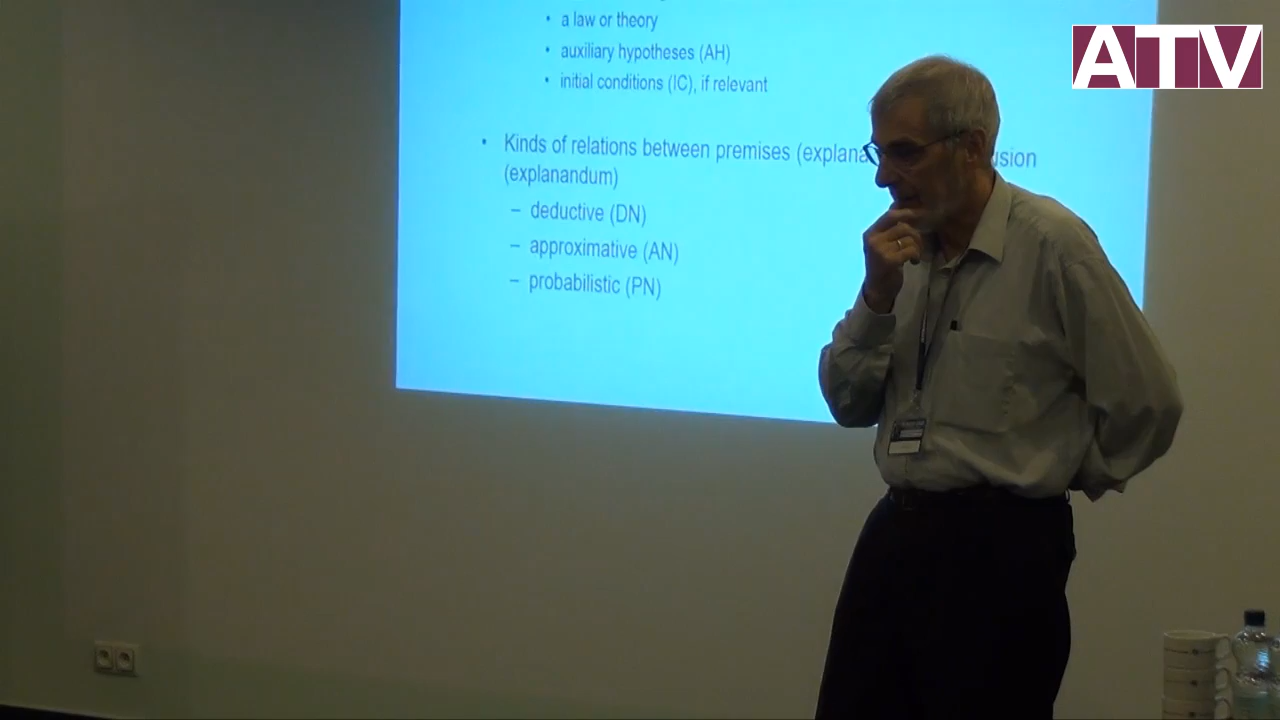 • a law or theory
ATV
• auxiliary hypotheses (AH)
• initial conditions (IC), if relevant
• Kinds of relations between premises (explana usion
(explanandum)
– deductive (DN)
– approximative (AN)
– probabilistic (PN)